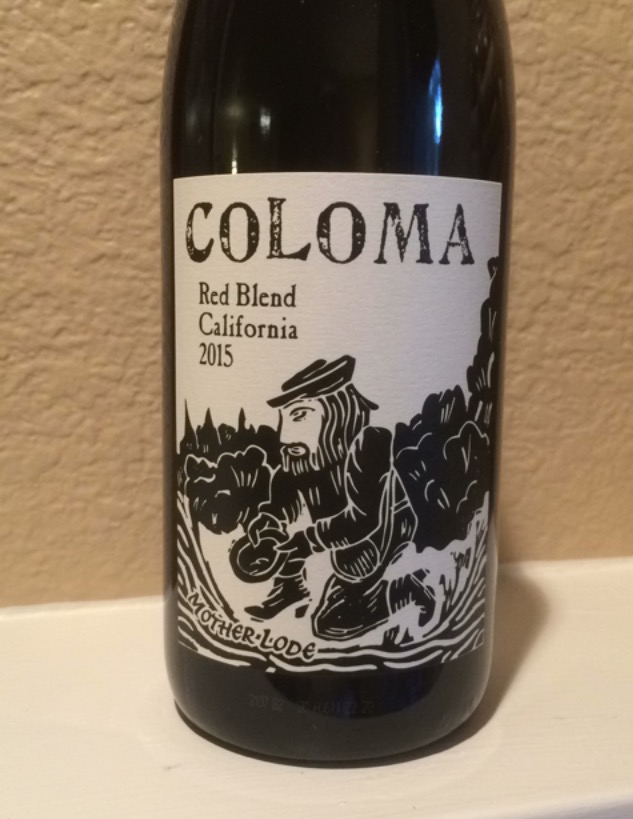 COLOMA
Red Blend
California
2015
MOTHER·LODE